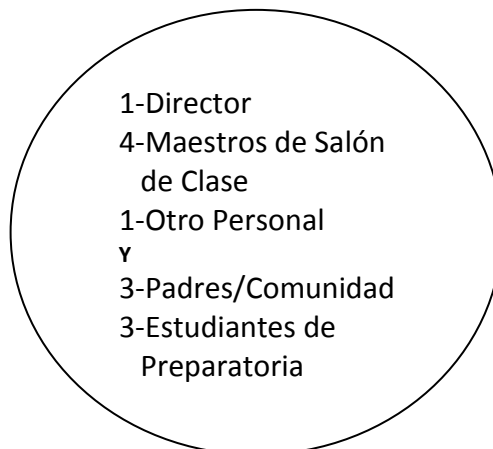 1-Director
4-Maestros de Salón
de Clase
1-Otro Personal
Y
3-Padres/Comunidad
3-Estudiantes de
Preparatoria